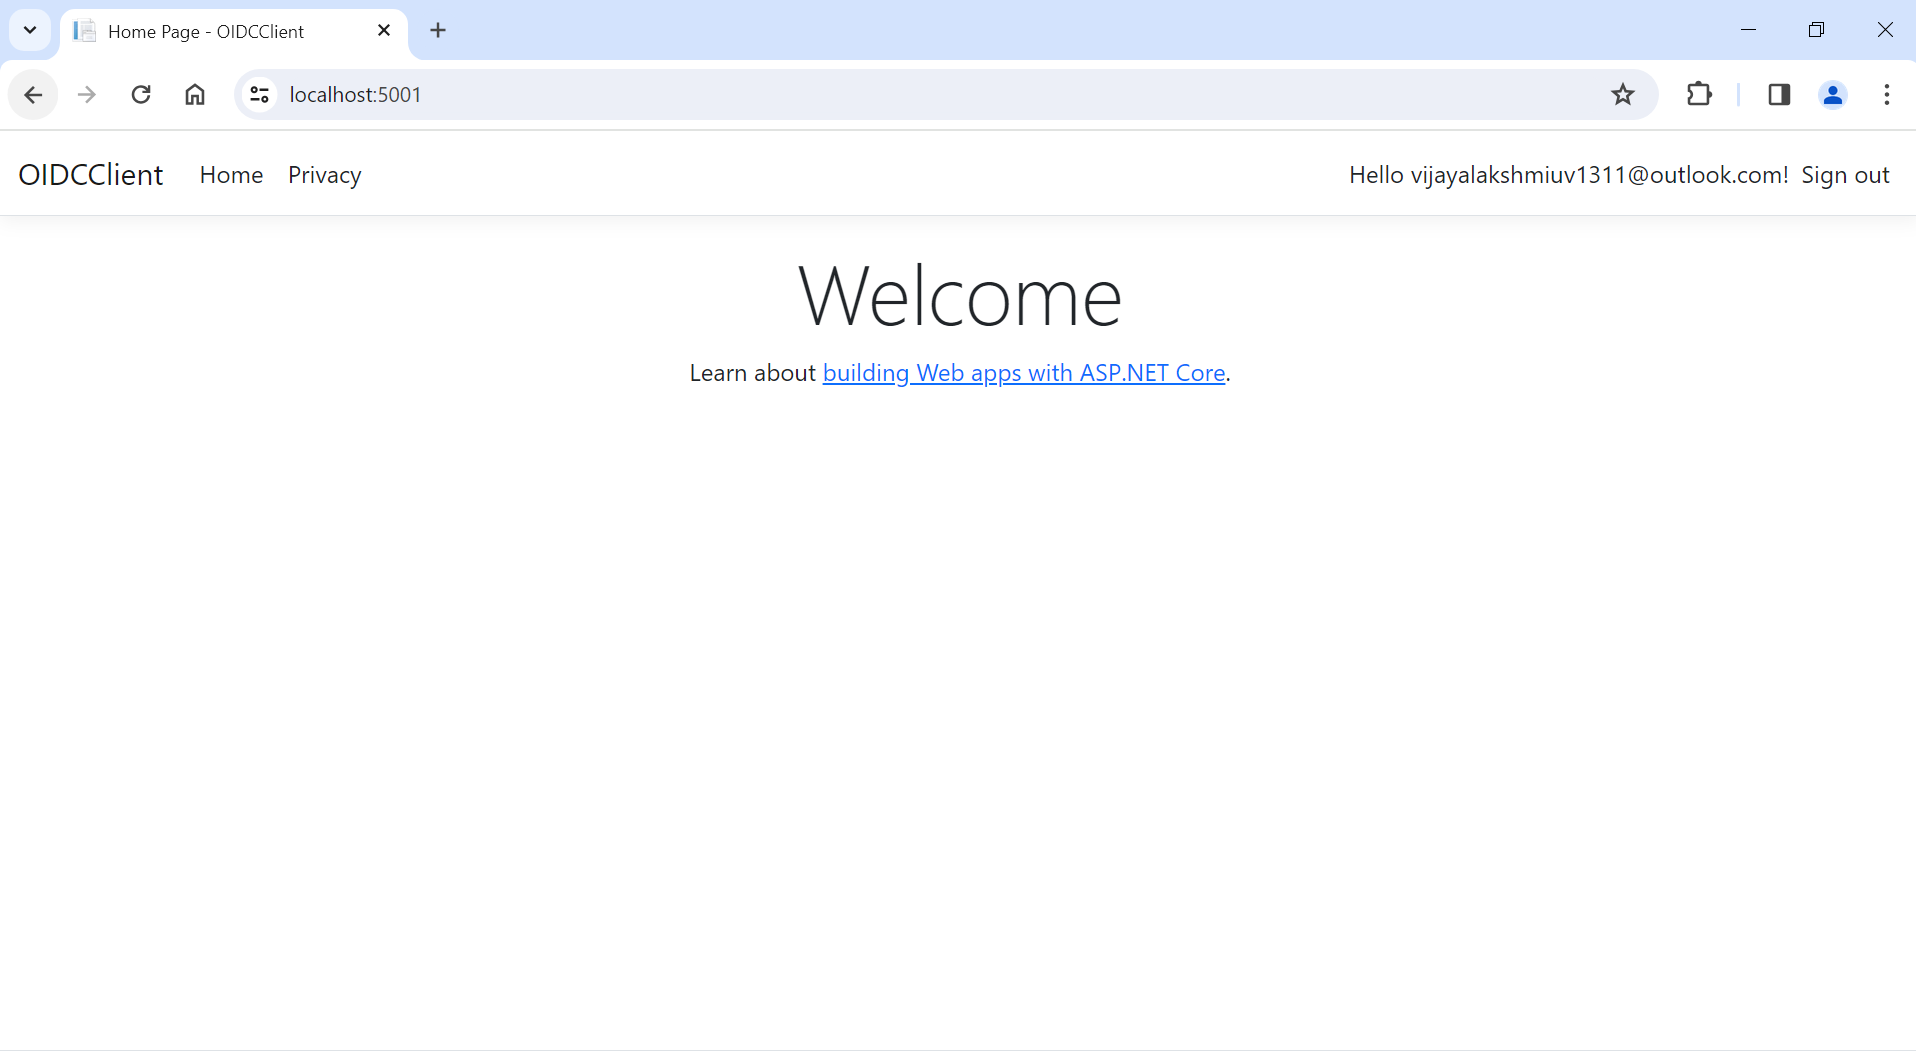 Home Page - OIDCClient
localhost:5001
OIDCClient Home Privacy Hello vijayalakshmiuv1311@outlook.com! Sign out
Welcome
Learn about building Web apps with ASP.NET Core.